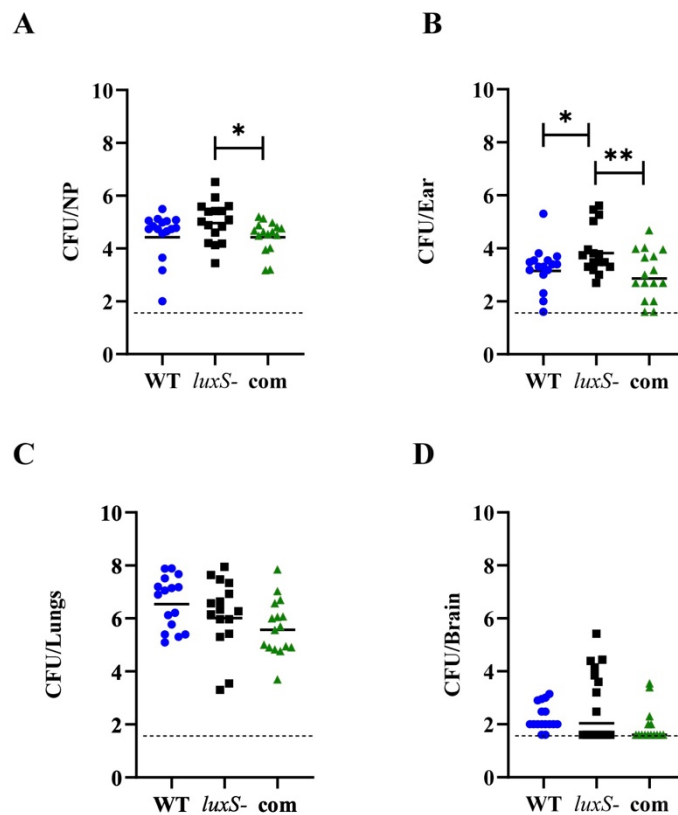 A
CFU/NP
10
8
6
4
2
0
*
WT luxS- com
B
CFU/Ear
10
8
6
4
2
0
*
**
WT luxS- com
C
CFU/Lungs
10
8
6
4
2
0
WT luxS- com
D
CFU/Brain
10
8
6
4
2
0
WT luxS- com